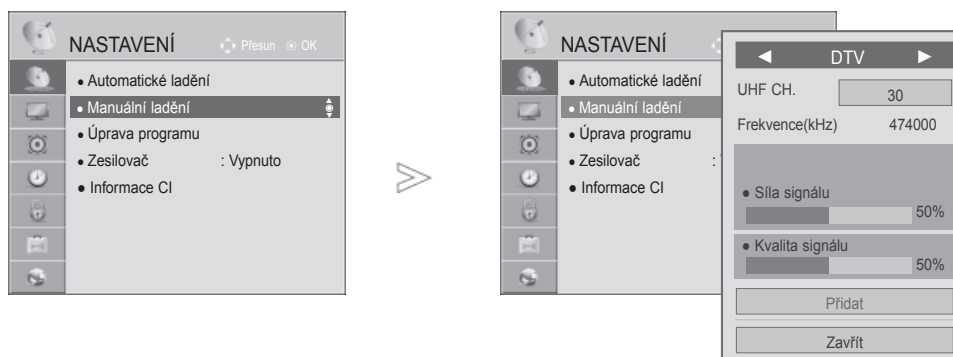 NASTAVENÍ Přesun OK
● Automatické ladění
● Manuální ladění
● Úprava programu
● Zesilovač : Vypnuto
● Informace CI
>
NASTAVENÍ
● Automatické ladění
● Manuální ladění
● Úprava programu
● Zesilovač :
● Informace CI
◄ DTV ►
UHF CH. 30
Frekvence(kHz) 474000
● Síla signálu
50%
● Kvalita signálu
50%
Přidat
Zavřít